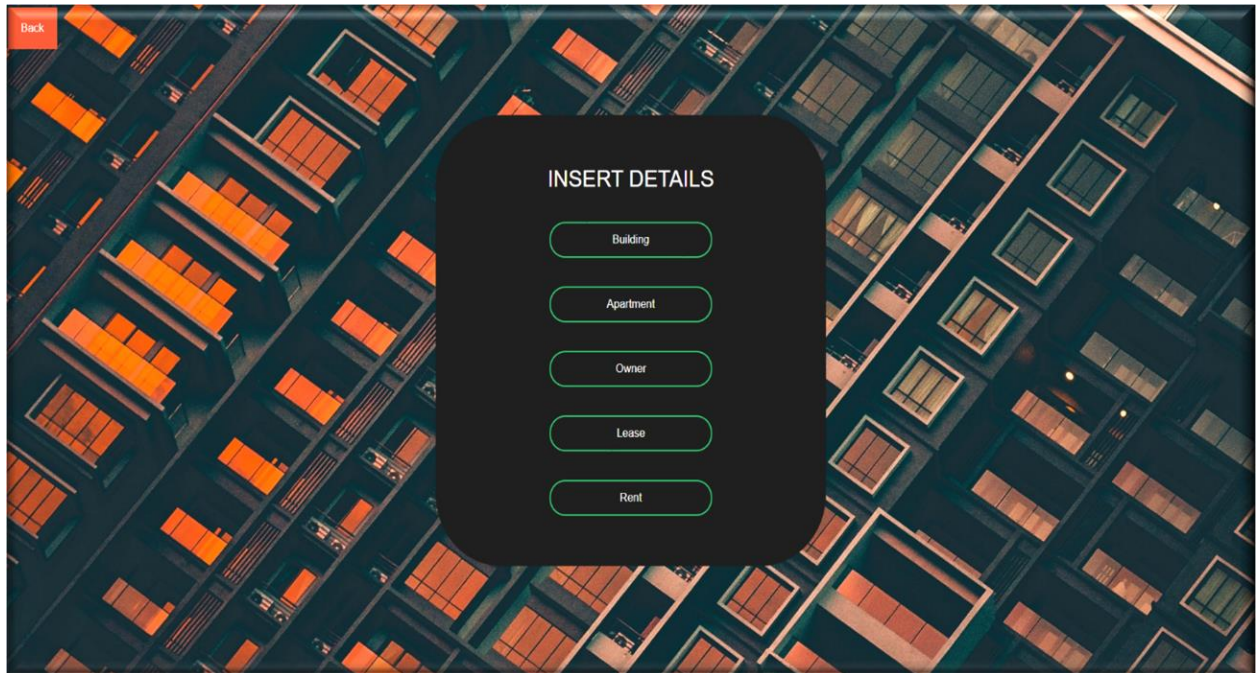 Back
INSERT DETAILS
Building
Apartment
Owner
Lease
Rent